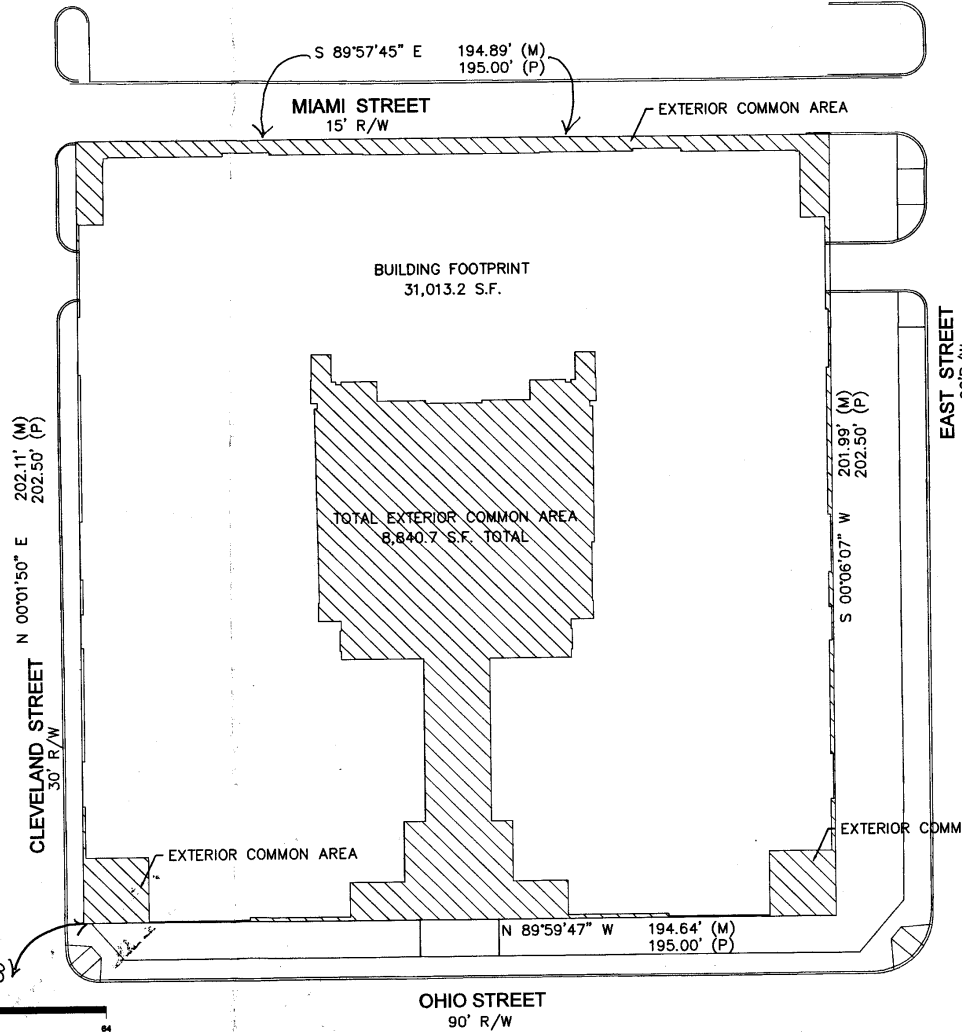 S 89°57'45" E 194.89' (M)
195.00' (P)
MIAMI STREET
15' R/W
EXTERIOR COMMON AREA
BUILDING FOOTPRINT
31,013.2 S.F.
EAST STREET
N 00°01'50" E 202.11' (M)
202.50' (P)
S 00°06'07" W 201.99' (M)
202.50' (P)
TOTAL EXTERIOR COMMON AREA
8,840.7 S.F. TOTAL
CLEVELAND STREET
30' R/W
EXTERIOR COMMON AREA
EXTERIOR COMM
N 89°59'47" W 194.64' (M)
195.00' (P)
OHIO STREET
90' R/W
64